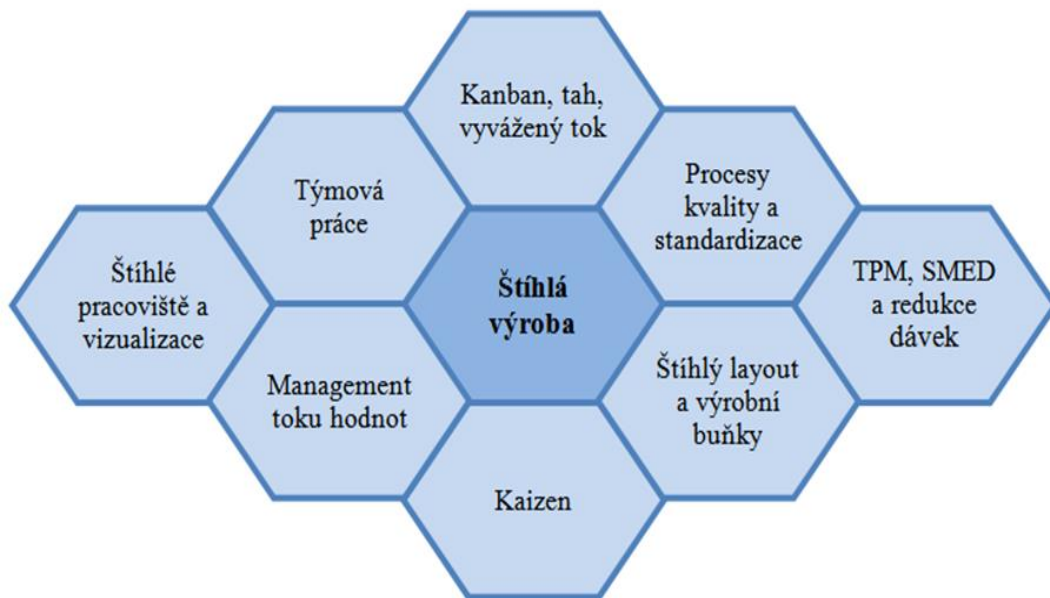 Kanban, tah,
vyvážený tok
Týmová
práce
Procesy
kvality a
standardizace
Štíhlé
pracoviště a
vizualizace
Štíhlá
výroba
TPM, SMED
a redukce
dávek
Management
toku hodnot
Štíhlý layout
a výrobní
buňky
Kaizen